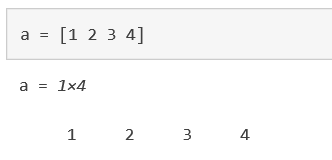 a = [1 2 3 4]
a = 1×4
1 2 3 4